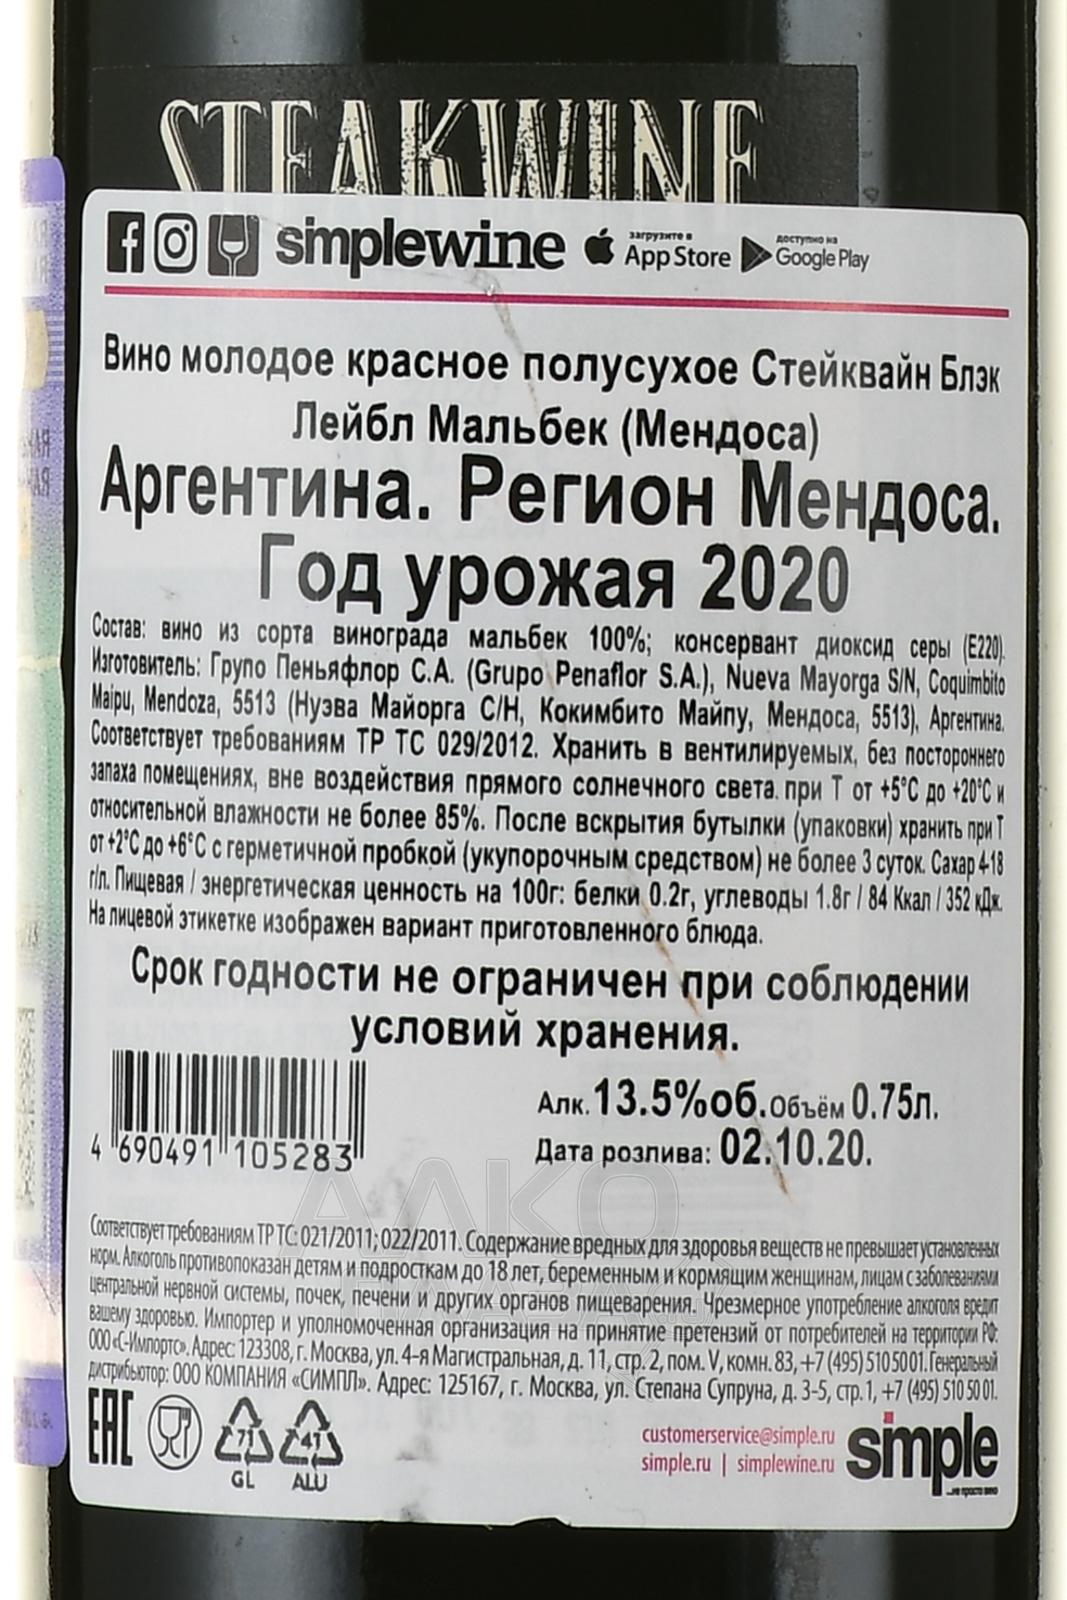 STEAKWINE
simplewine загрузите в App Store доступно на Google Play
Вино молодое красное полусухое Стейквайн Блэк
Лейбл Мальбек (Мендоса)
Аргентина. Регион Мендоса.
Год урожая 2020
Состав: вино из сорта винограда мальбек 100%; консервант диоксид серы (Е220).
Изготовитель: Групо Пеньяфлор С.А. (Grupo Penaflor S.A.), Nueva Mayorga S/N, Coquimbito
Maipu, Mendoza, 5513 (Нуэва Майорга С/Н, Кокимбито Майпу, Мендоса, 5513), Аргентина.
Соответствует требованиям ТР ТС 029/2012. Хранить в вентилируемых, без постороннего
запаха помещениях, вне воздействия прямого солнечного света. при Т от +5°С до +20°С и
относительной влажности не более 85%. После вскрытия бутылки (упаковки) хранить при Т
от +2°С до +6°С с герметичной пробкой (укупорочным средством) не более 3 суток. Сахар 4-18
г/л. Пищевая / энергетическая ценность на 100г: белки 0.2г, углеводы 1.8г / 84 Ккал / 352 кДж.
На лицевой этикетке изображен вариант приготовленного блюда.
Срок годности не ограничен при соблюдении
условий хранения.
Алк. 13.5%об. Объём 0.75л.
Дата розлива: 02.10.20.
4 690491 105283
АЛКО
Соответствует требованиям ТР ТС: 021/2011; 022/2011. Содержание вредных для здоровья веществ не превышает установленных
норм. Алкоголь противопоказан детям и подросткам до 18 лет, беременным и кормящим женщинам, лицам с заболеваниями
центральной нервной системы, почек, печени и других органов пищеварения. Чрезмерное употребление алкоголя вредит
вашему здоровью. Импортер и уполномоченная организация на принятие претензий от потребителей на территории РФ:
ООО «С-Импортс». Адрес: 123308, г. Москва, ул. 4-я Магистральная, д. 11, стр. 2, пом. V, комн. 83, +7 (495) 510 50 01. Генеральный
дистрибьютор: ООО КОМПАНИЯ «СИМПЛ». Адрес: 125167, г. Москва, ул. Степана Супруна, д. 3-5, стр. 1, +7 (495) 510 50 01.
EAC 71 GL 41 ALU
customerservice@simple.ru
simple.ru | simplewine.ru
simple
...не просто вино